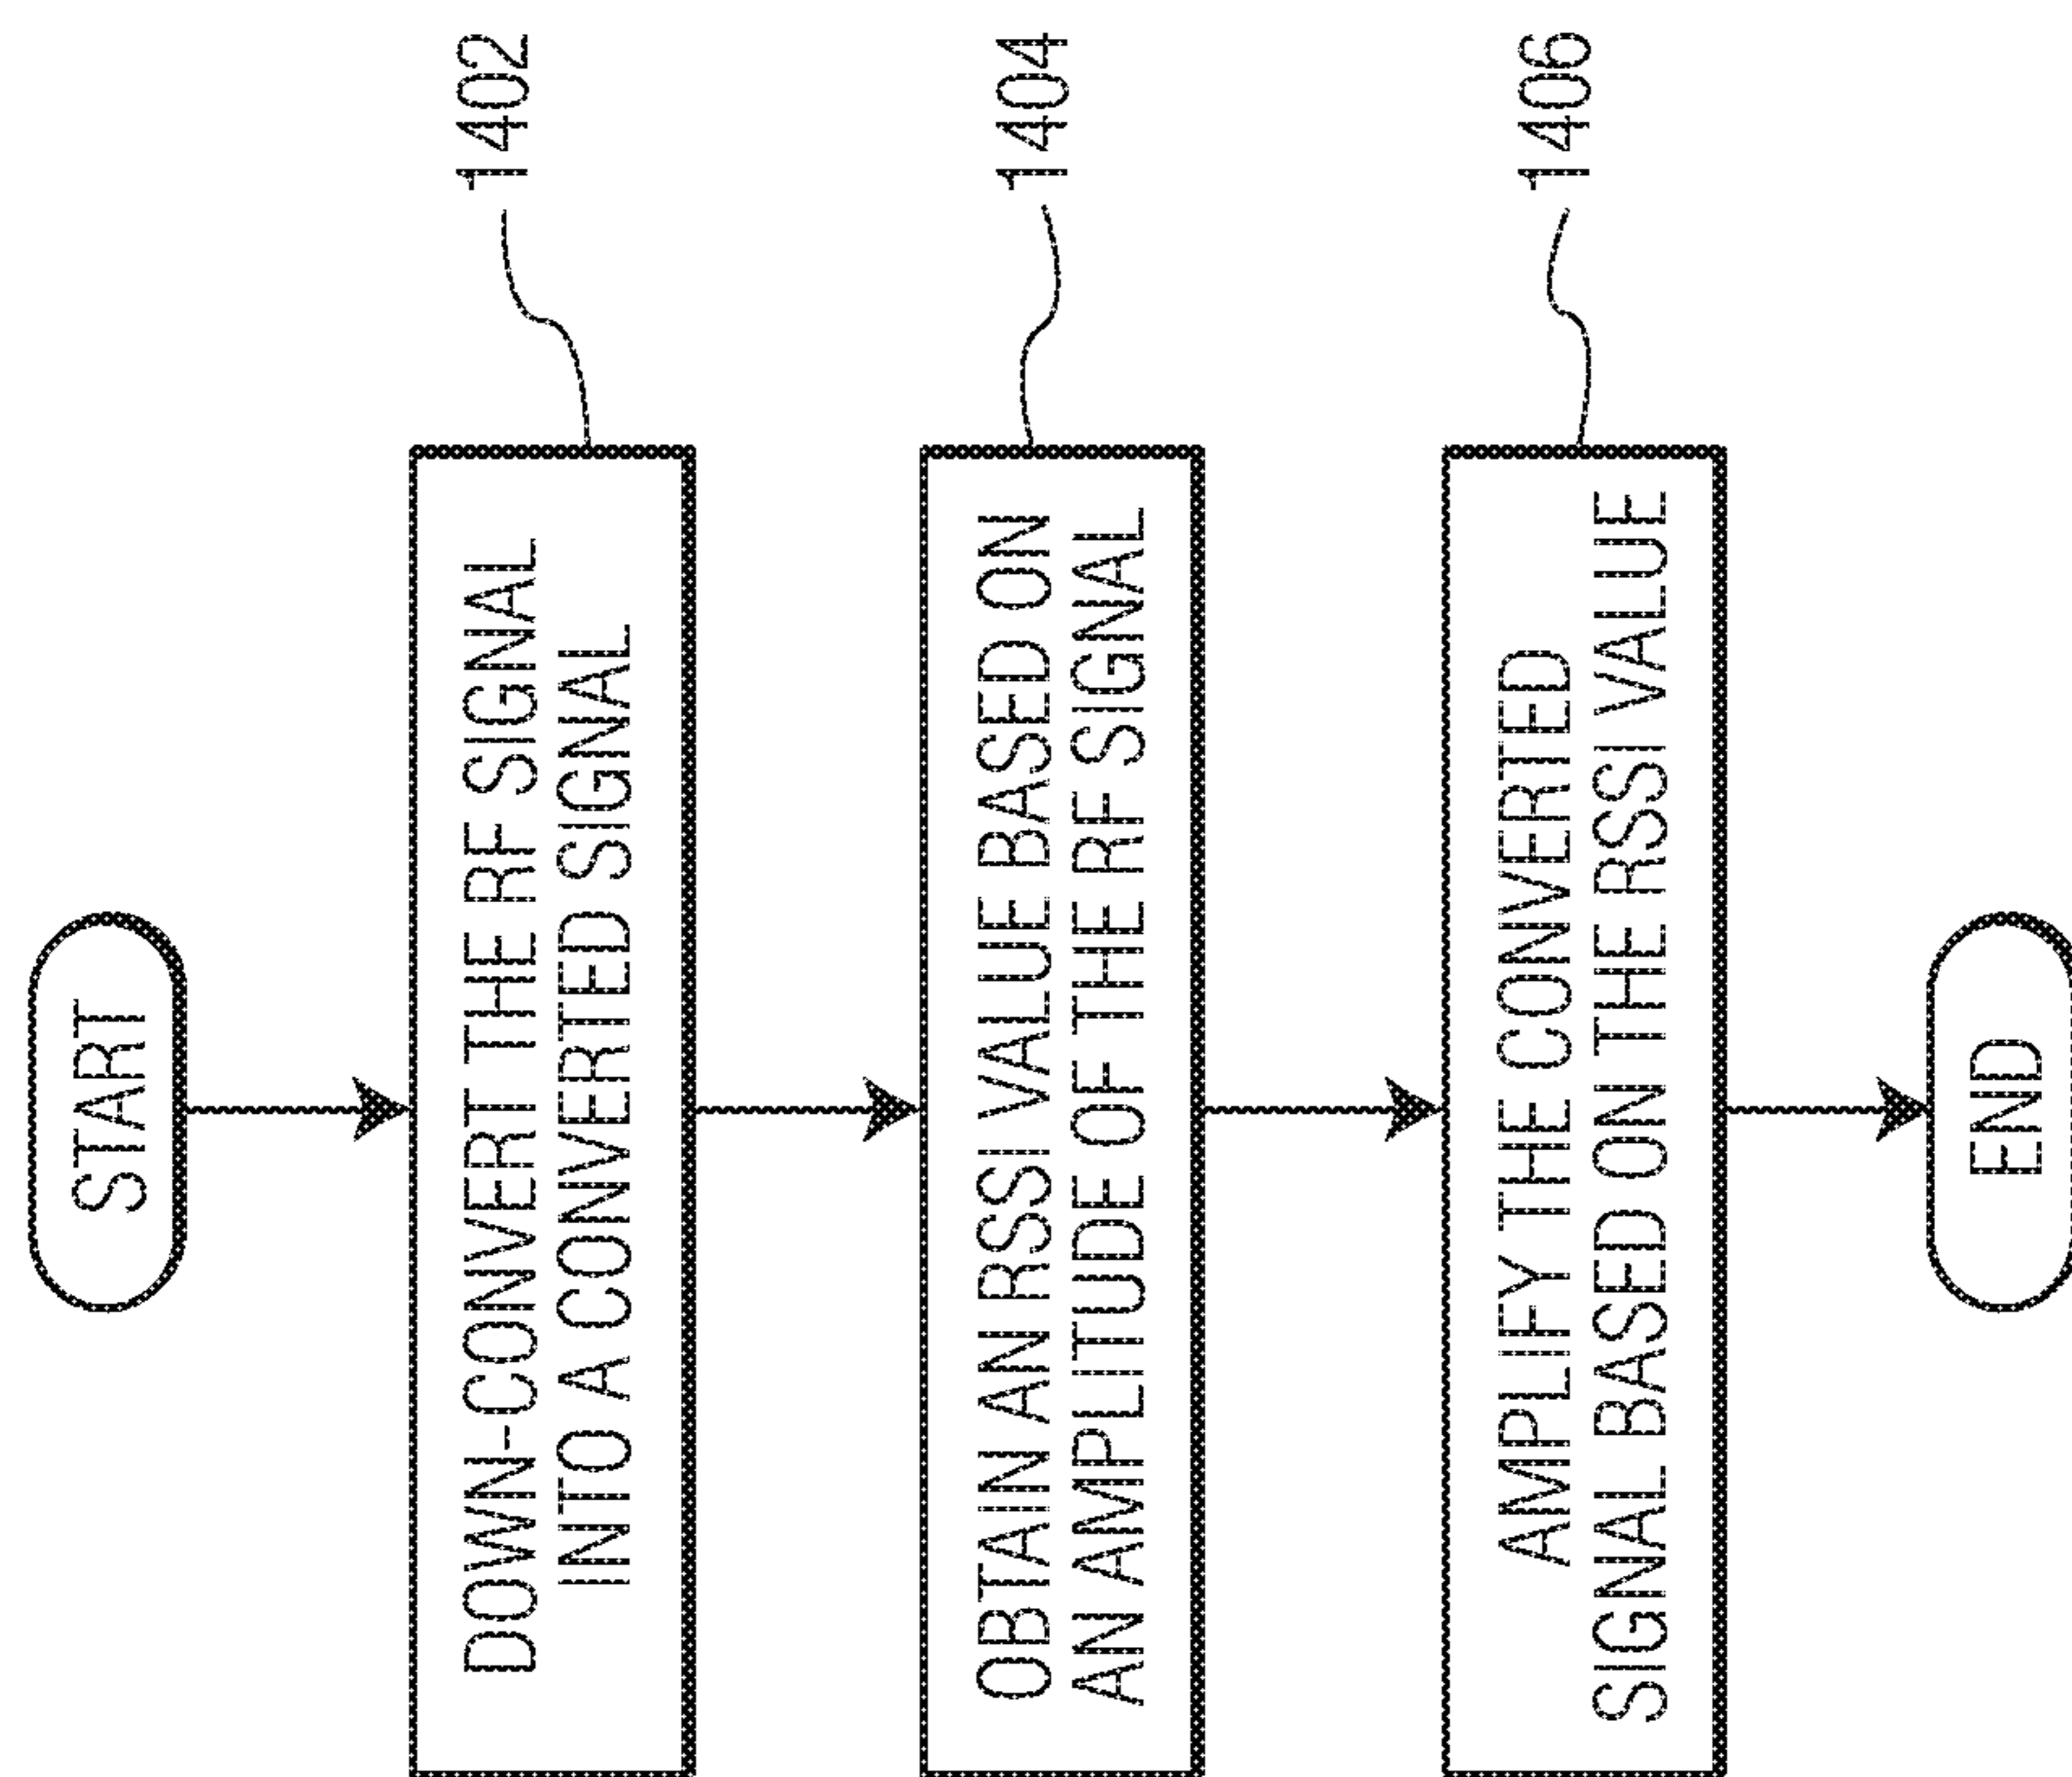 START
DOWN-CONVERT THE RF SIGNAL
INTO A CONVERTED SIGNAL
1402
OBTAIN AN RSSI VALUE BASED ON
AN AMPLITUDE OF THE RF SIGNAL
1404
AMPLIFY THE CONVERTED
SIGNAL BASED ON THE RSSI VALUE
1406
END